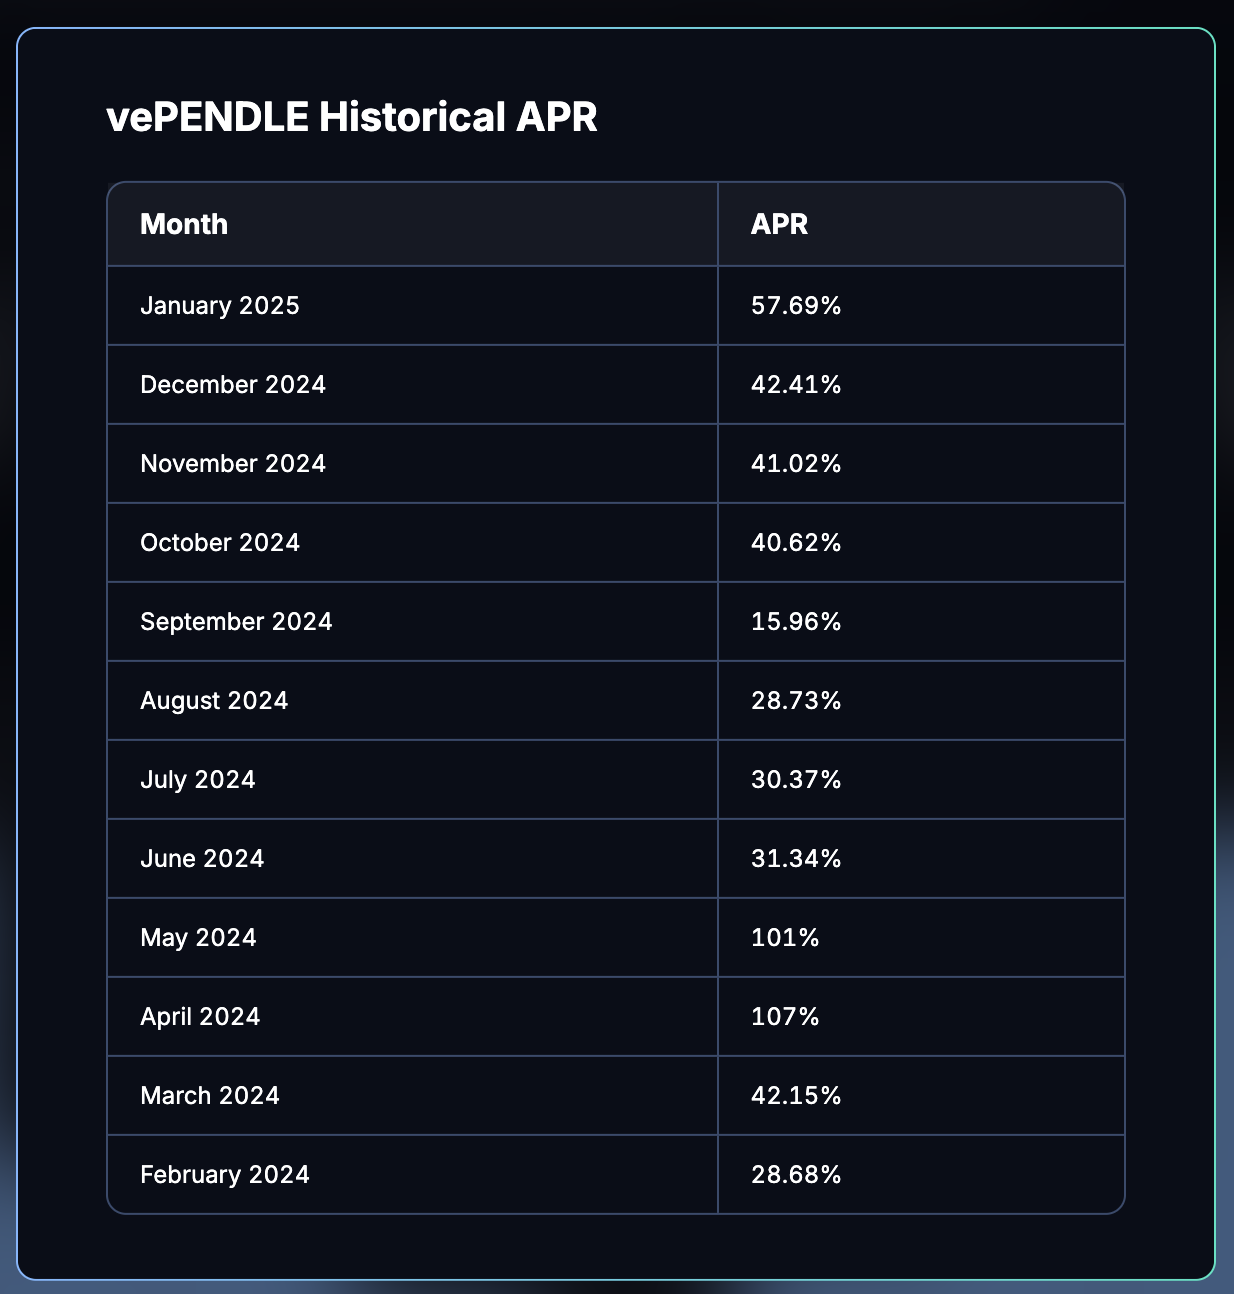 vePENDLE Historical APR
Month APR
January 2025 57.69%
December 2024 42.41%
November 2024 41.02%
October 2024 40.62%
September 2024 15.96%
August 2024 28.73%
July 2024 30.37%
June 2024 31.34%
May 2024 101%
April 2024 107%
March 2024 42.15%
February 2024 28.68%